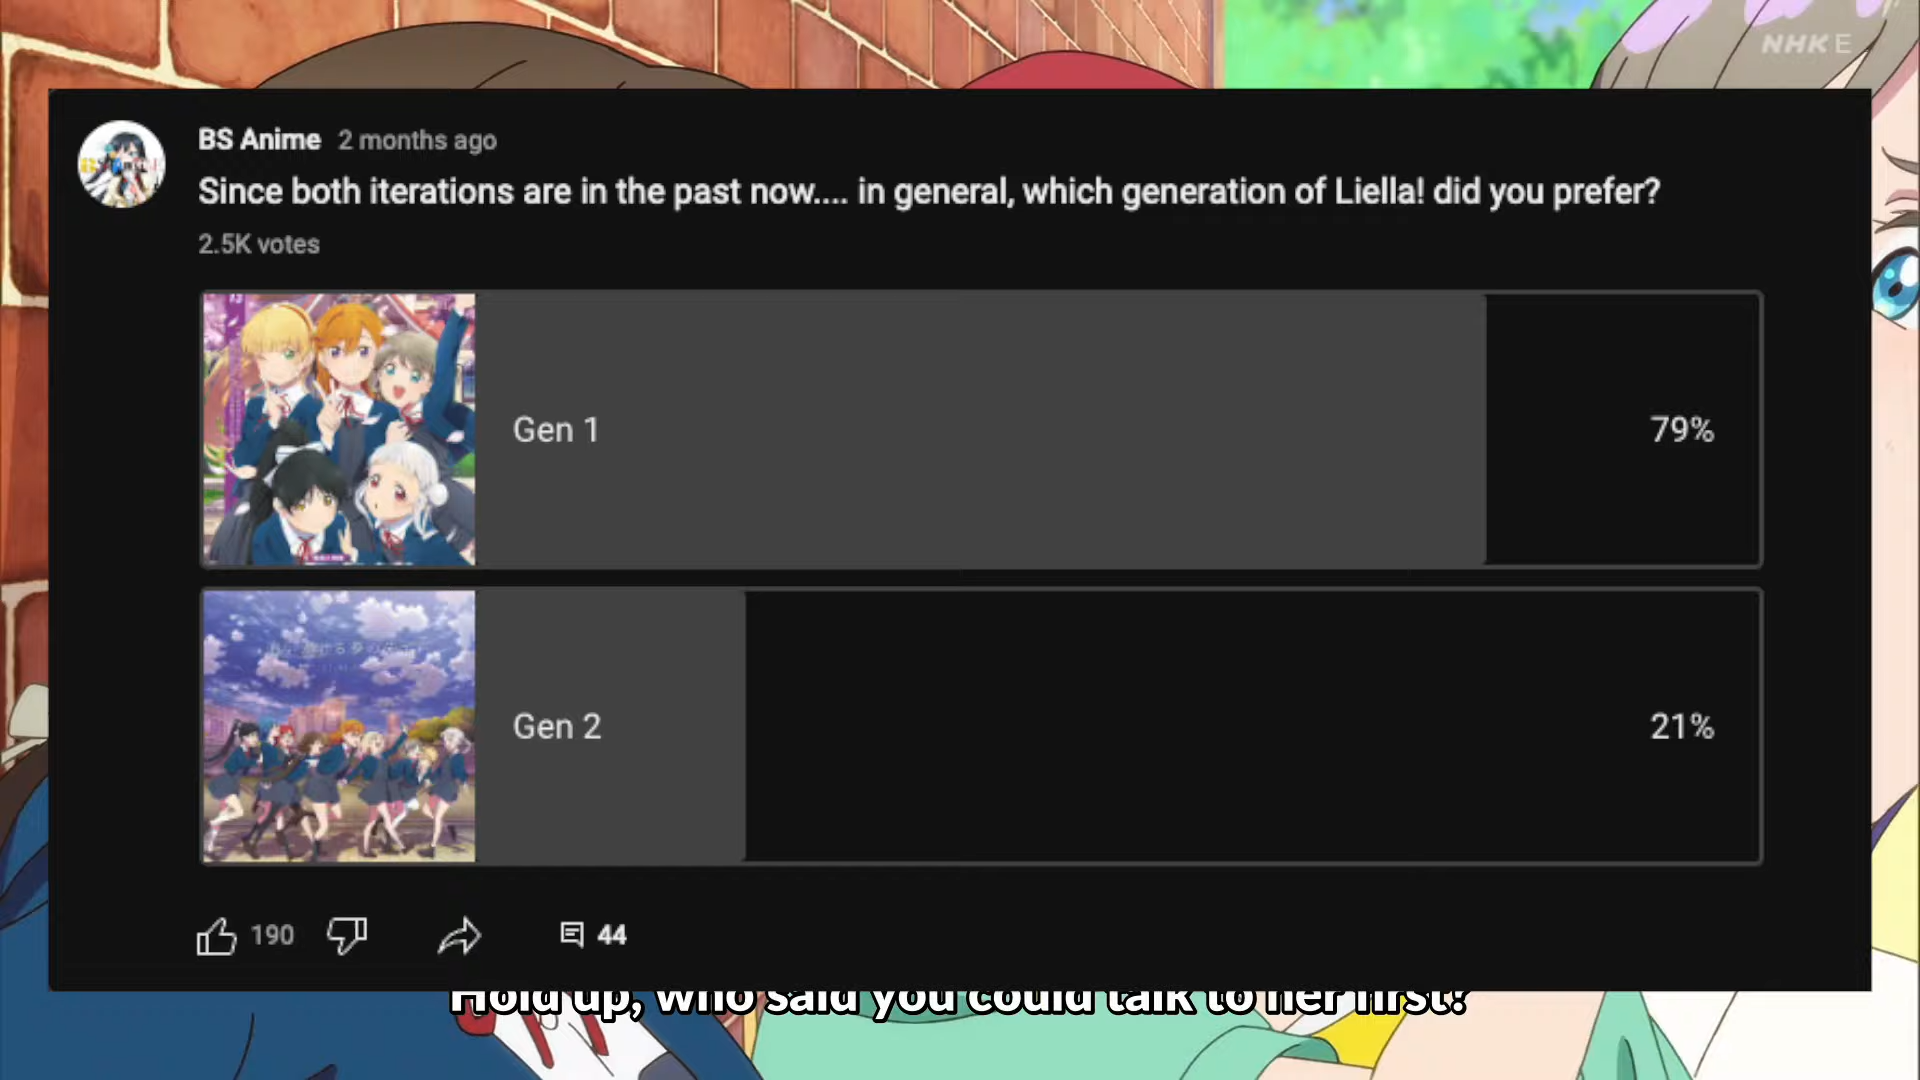 NHK E
BS Anime 2 months ago
Since both iterations are in the past now.... in general, which generation of Liella! did you prefer?
2.5K votes
Gen 1
79%
Gen 2
21%
190
44
Hold up, who said you could talk to her first?